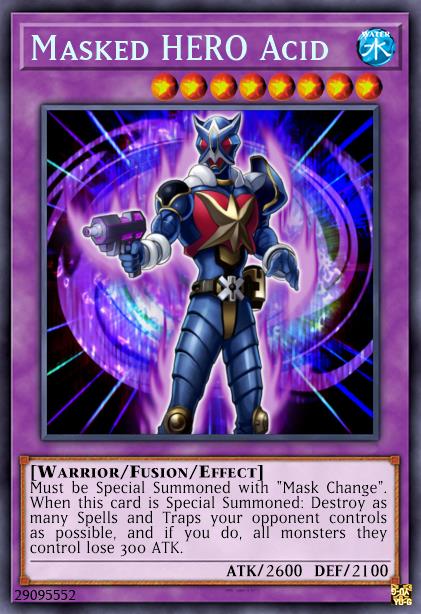 Masked HERO Acid
WATER
水
[Warrior/Fusion/Effect]
Must be Special Summoned with "Mask Change".
When this card is Special Summoned: Destroy as
many Spells and Traps your opponent controls
as possible, and if you do, all monsters they
control lose 300 ATK.
ATK/2600 DEF/2100
29095552